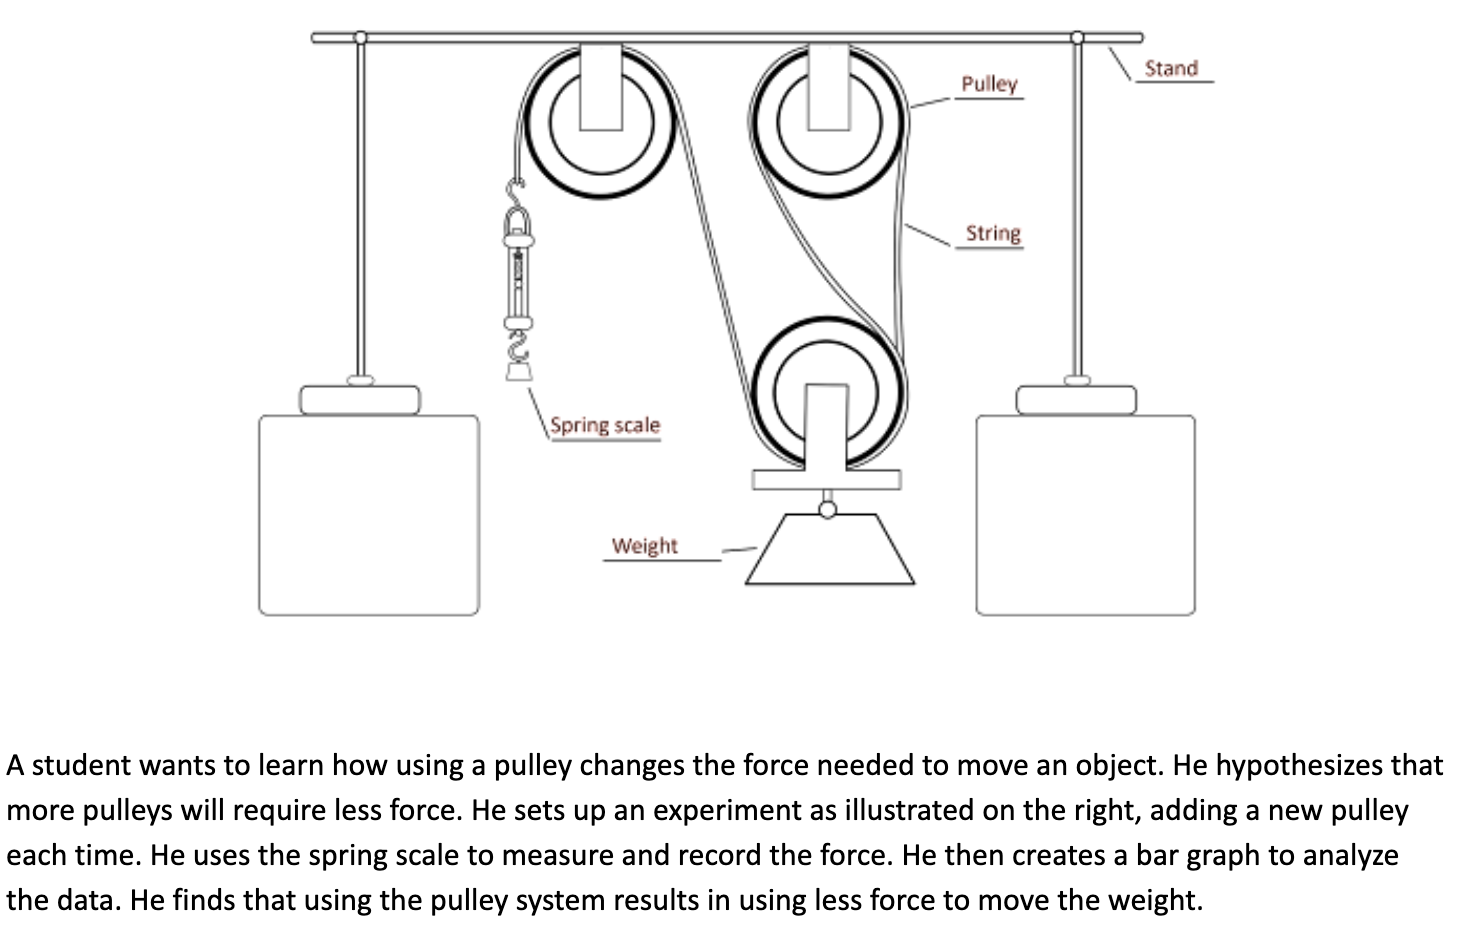 Stand
Pulley
String
Spring scale
Weight
A student wants to learn how using a pulley changes the force needed to move an object. He hypothesizes that
more pulleys will require less force. He sets up an experiment as illustrated on the right, adding a new pulley
each time. He uses the spring scale to measure and record the force. He then creates a bar graph to analyze
the data. He finds that using the pulley system results in using less force to move the weight.